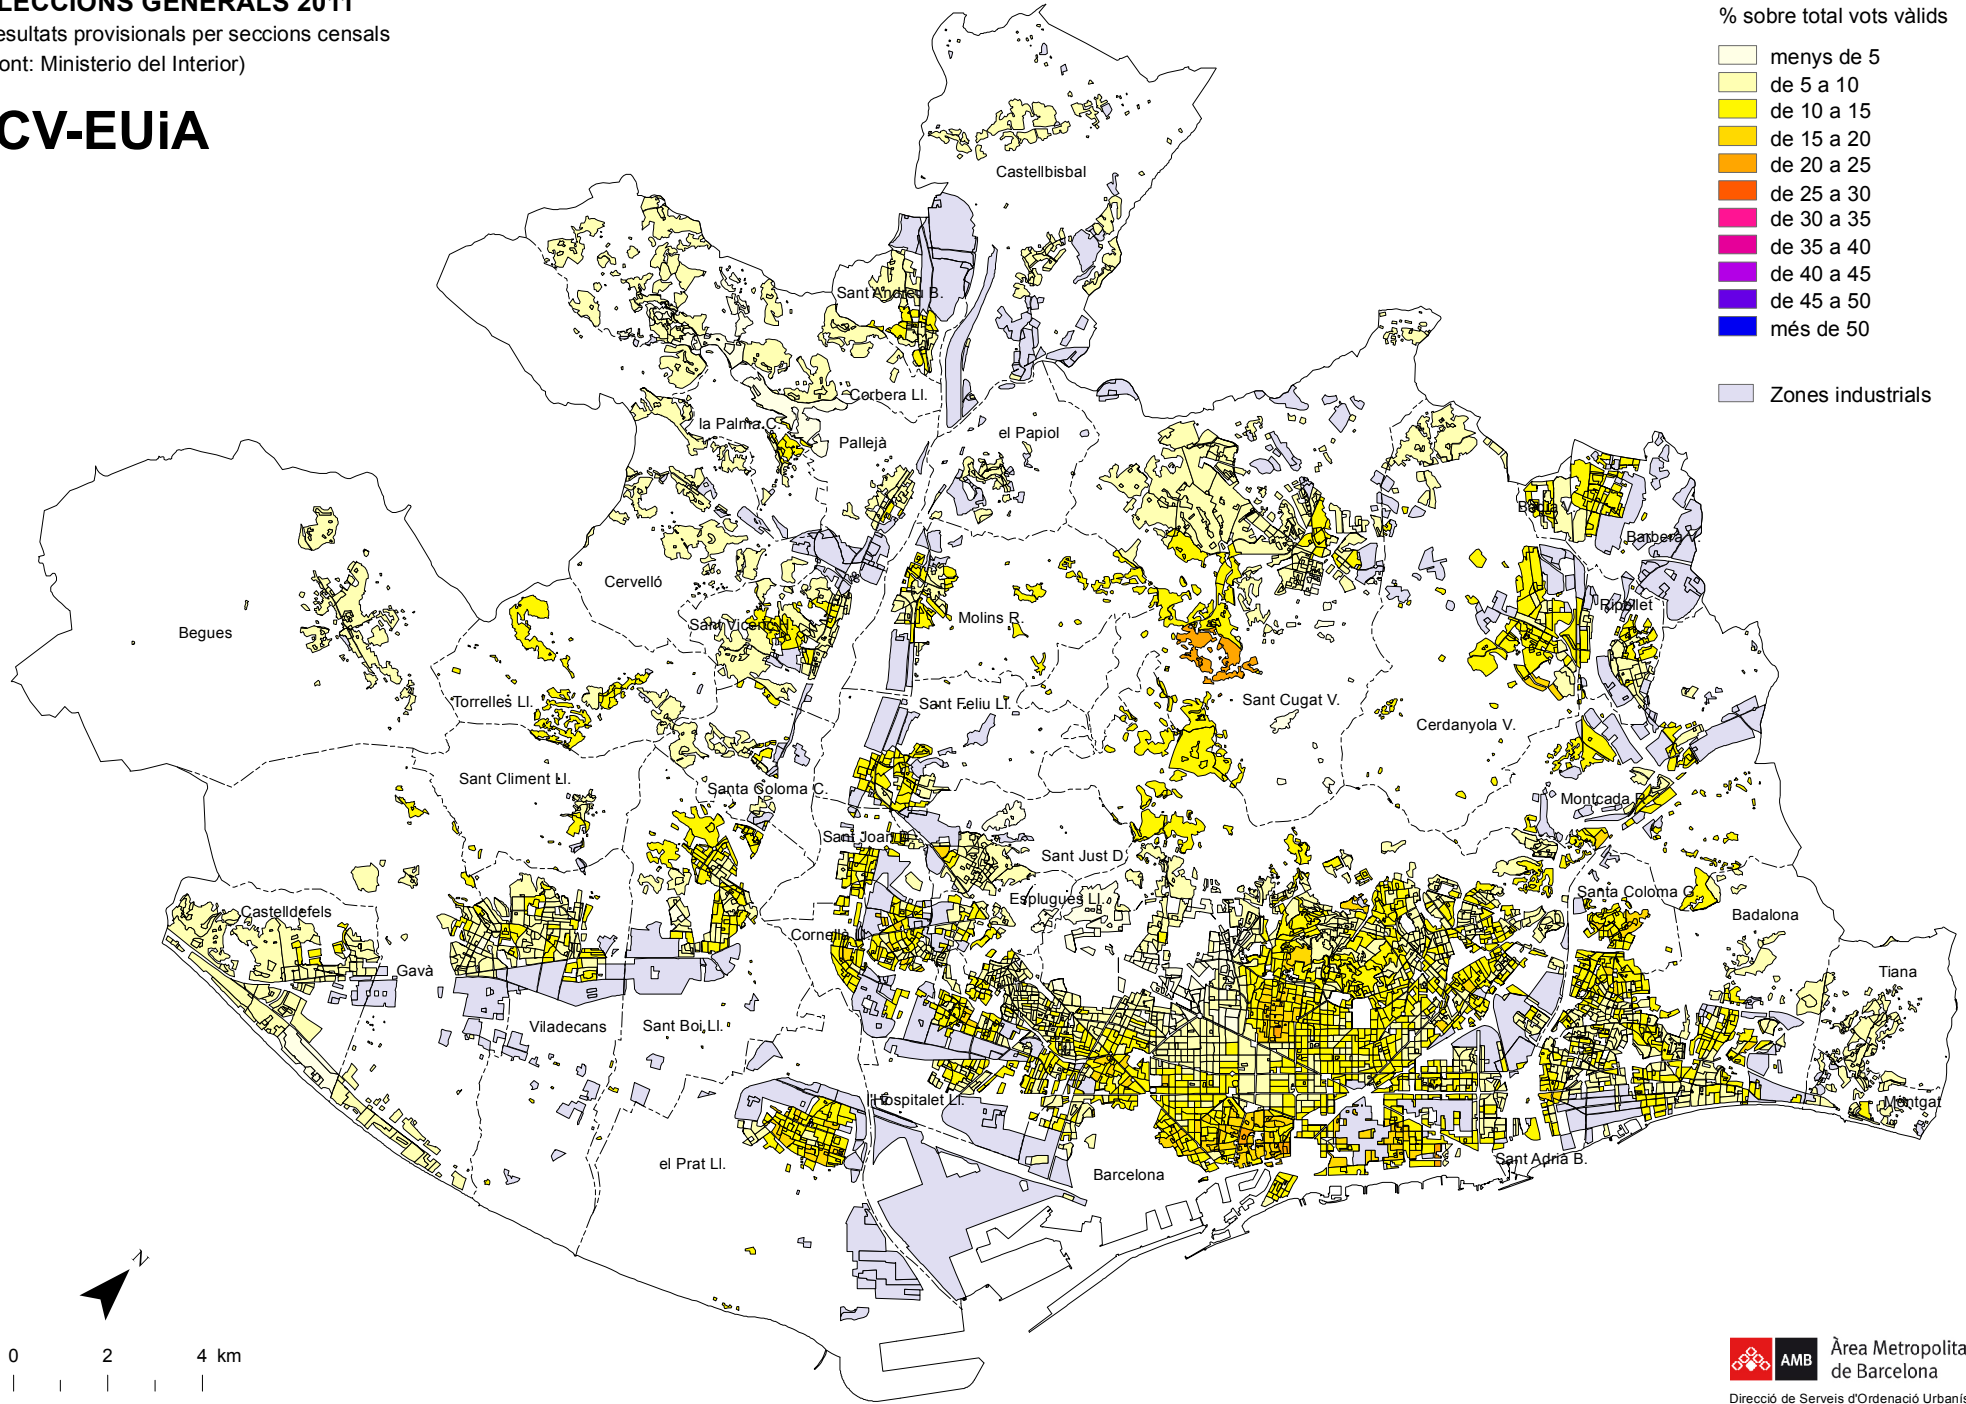 LECCIONS GENERALS 2011
esultats provisionals per seccions censals
ont: Ministerio del Interior)
CV-EUiA
% sobre total vots vàlids
menys de 5
de 5 a 10
de 10 a 15
de 15 a 20
de 20 a 25
de 25 a 30
de 30 a 35
de 35 a 40
de 40 a 45
de 45 a 50
més de 50
Zones industrials
Castellbisbal
Sant Andreu B.
Corbera Ll.
la Palma C.
Pallejà
el Papiol
Badia V.
Barberà V.
Cervelló
Begues
Sant Vicenç H.
Molins R.
Ripollet
Torrelles Ll.
Sant Feliu Ll.
Sant Cugat V.
Cerdanyola V.
Sant Climent Ll.
Santa Coloma C.
Montcada R.
Sant Joan D.
Sant Just D.
Esplugues Ll.
Santa Coloma G.
Castelldefels
Badalona
Cornellà Ll.
Gavà
Tiana
Viladecans
Sant Boi Ll.
l'Hospitalet Ll.
Montgat
el Prat Ll.
Barcelona
Sant Adrià B.
N
0 2 4 km
AMB
Àrea Metropolita
de Barcelona
Direcció de Serveis d'Ordenació Urbanís